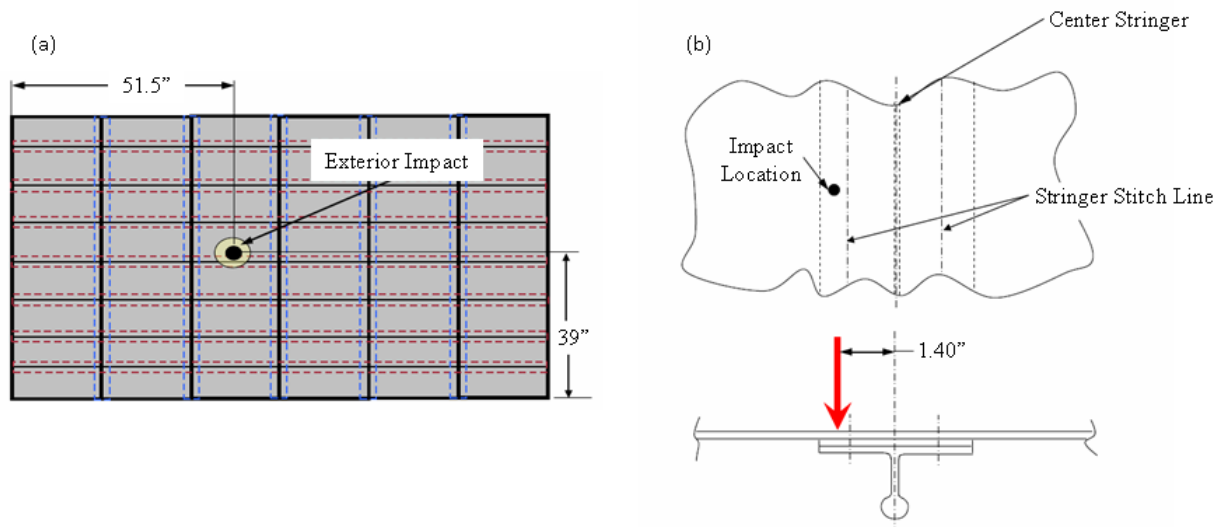 (a)
51.5”
Exterior Impact
39”
(b)
Center Stringer
Impact
Location
Stringer Stitch Line
1.40”